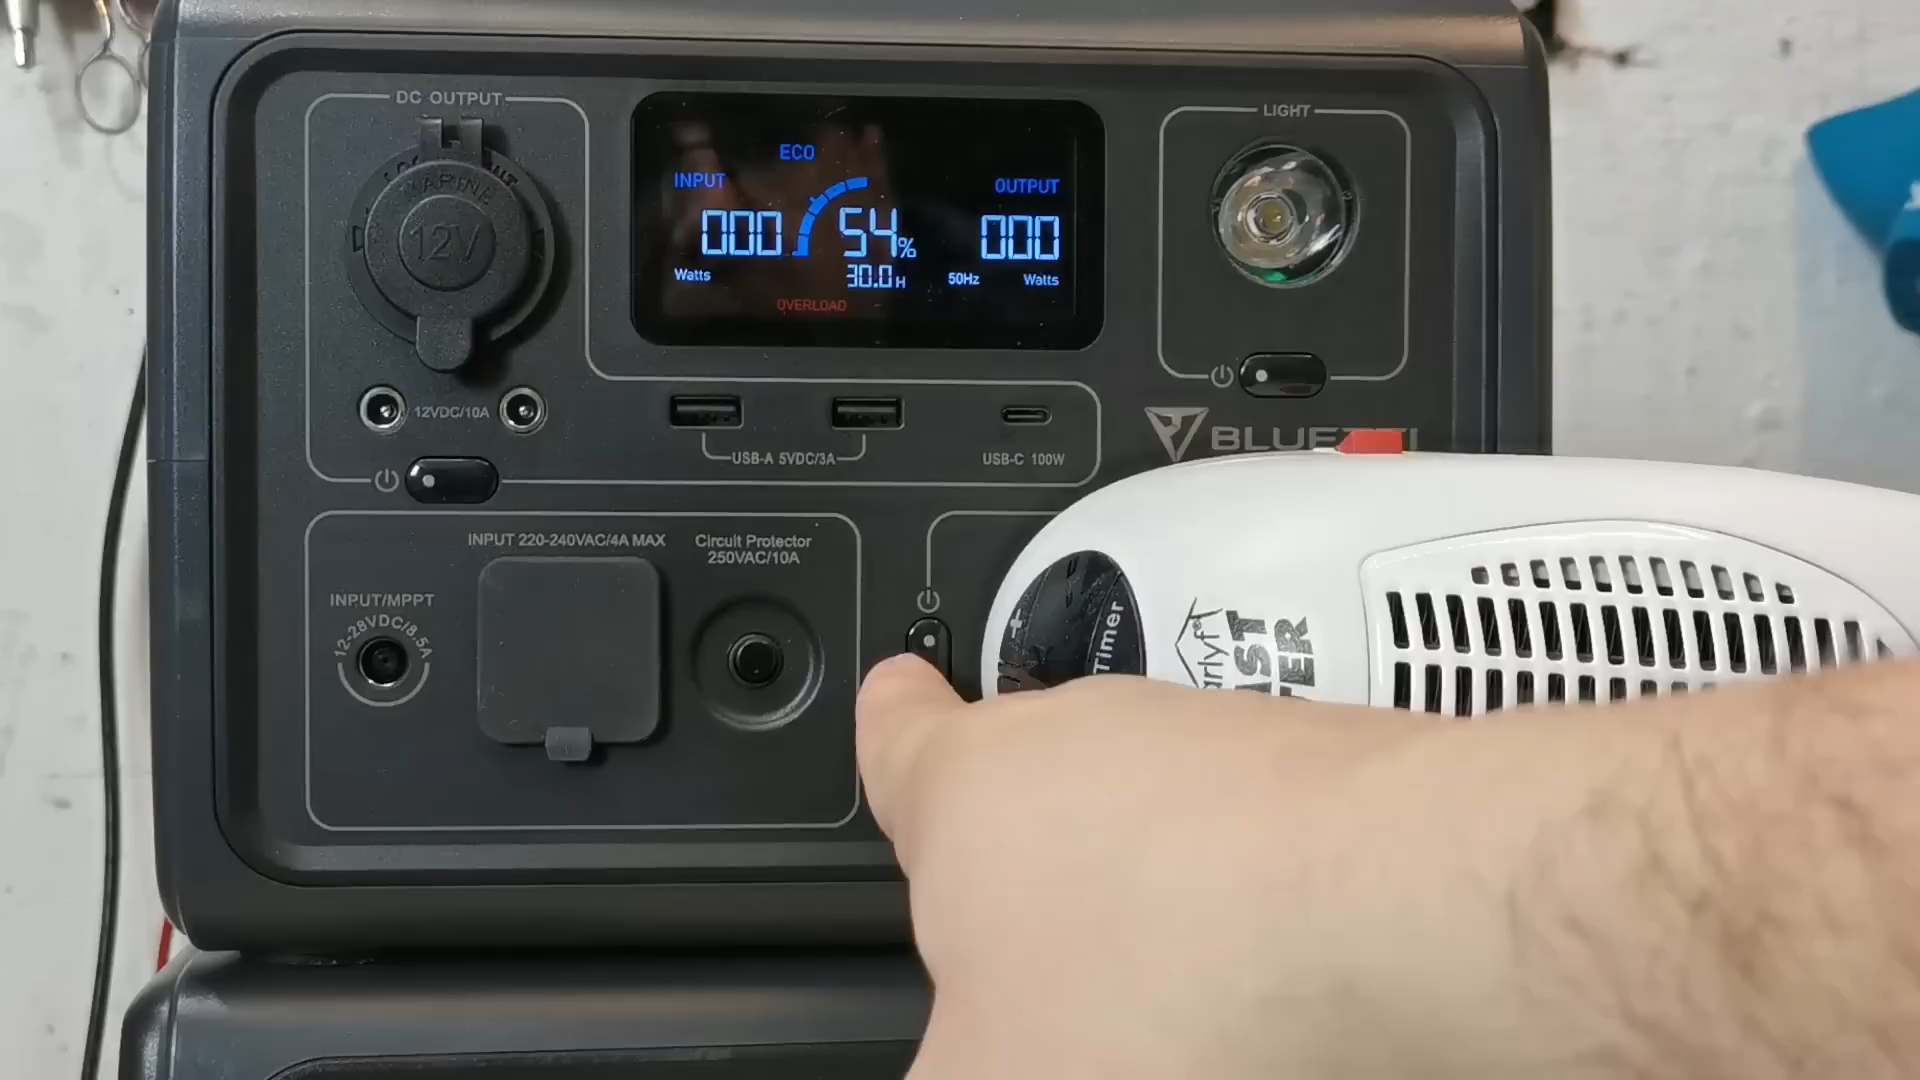 DC OUTPUT
LIGHT
ECO
INPUT
OUTPUT
000
54%
000
Watts
30.0H
50Hz
Watts
OVERLOAD
MARINE
12V
12VDC/10A
USB-A 5VDC/3A
USB-C 100W
BLUE
INPUT 220-240VAC/4A MAX
Circuit Protector
250VAC/10A
INPUT/MPPT
12-28VDC/8.5A
Timer